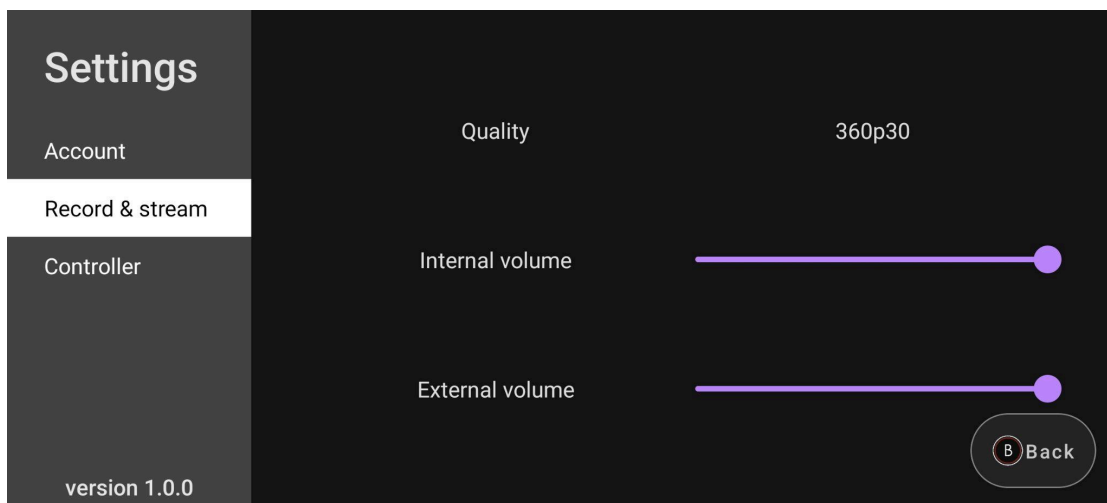 Settings
Account
Record & stream
Controller
version 1.0.0
Quality 360p30
Internal volume
External volume
B Back